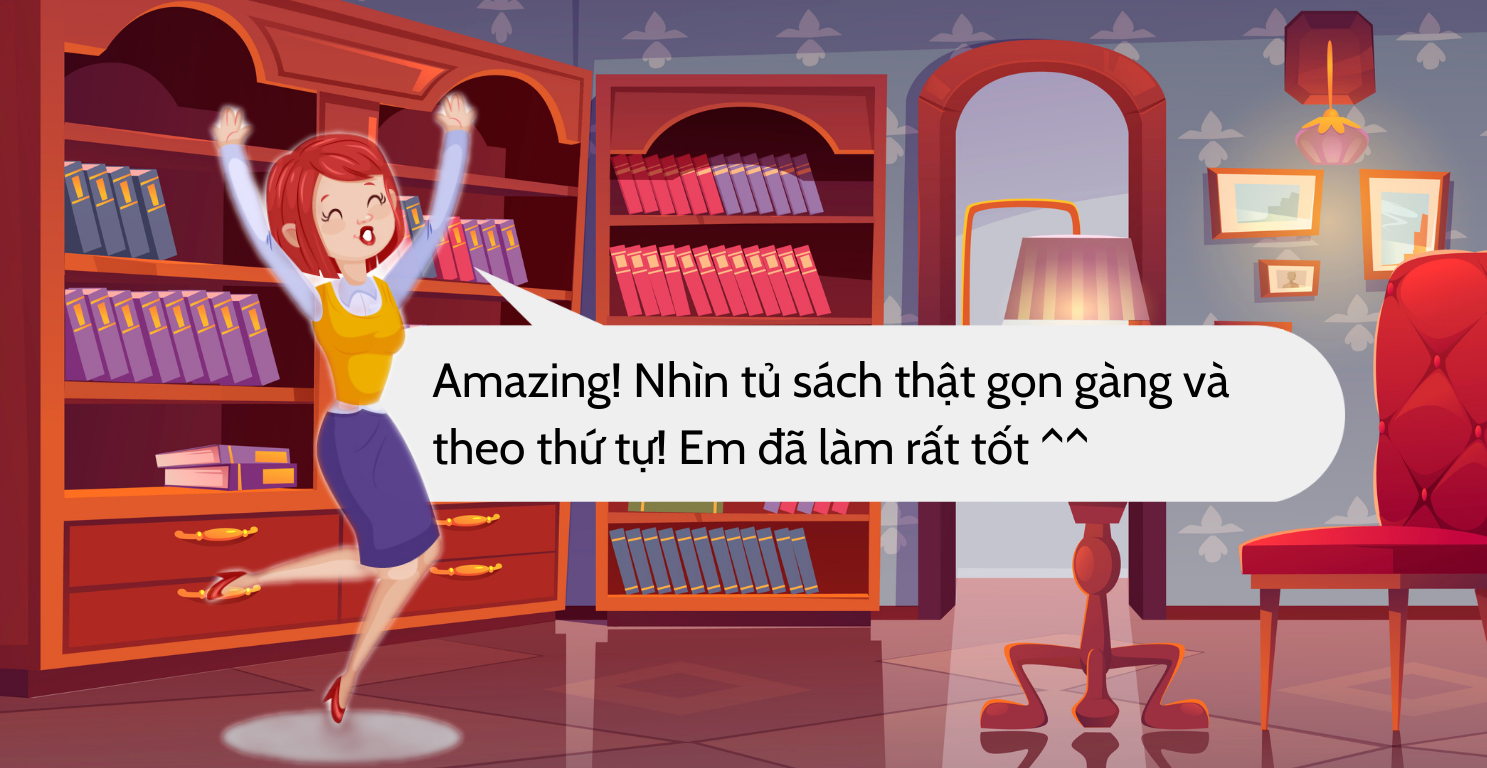 Amazing! Nhìn tủ sách thật gọn gàng và
theo thứ tự! Em đã làm rất tốt ^^